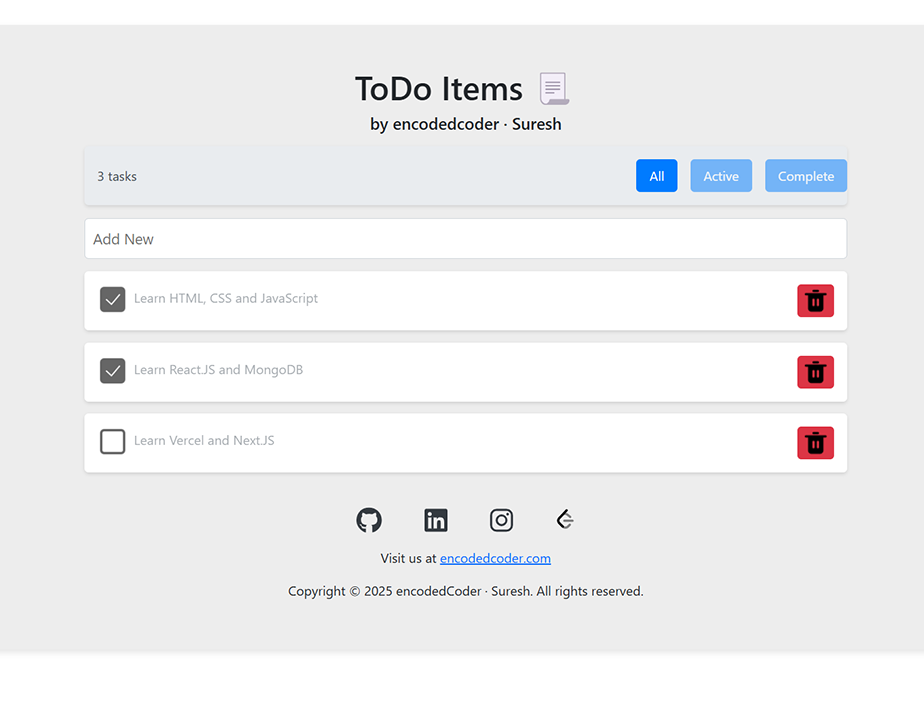 ToDo Items
by encodedcoder · Suresh
3 tasks All Active Complete
Add New
Learn HTML, CSS and JavaScript
Learn React.JS and MongoDB
Learn Vercel and Next.JS
Visit us at encodedcoder.com
Copyright © 2025 encodedCoder · Suresh. All rights reserved.